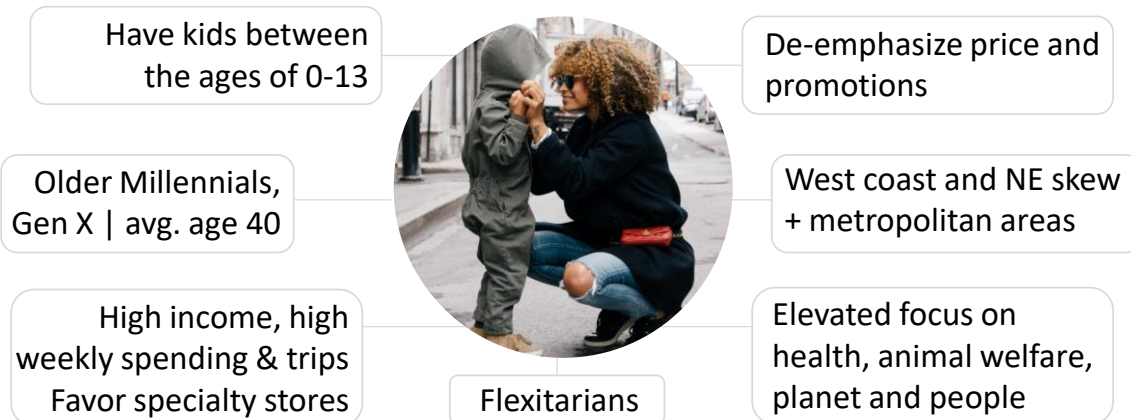 Have kids between
the ages of 0-13
De-emphasize price and
promotions
Older Millennials,
Gen X | avg. age 40
West coast and NE skew
+ metropolitan areas
High income, high
weekly spending & trips
Favor specialty stores
Elevated focus on
health, animal welfare,
planet and people
Flexitarians